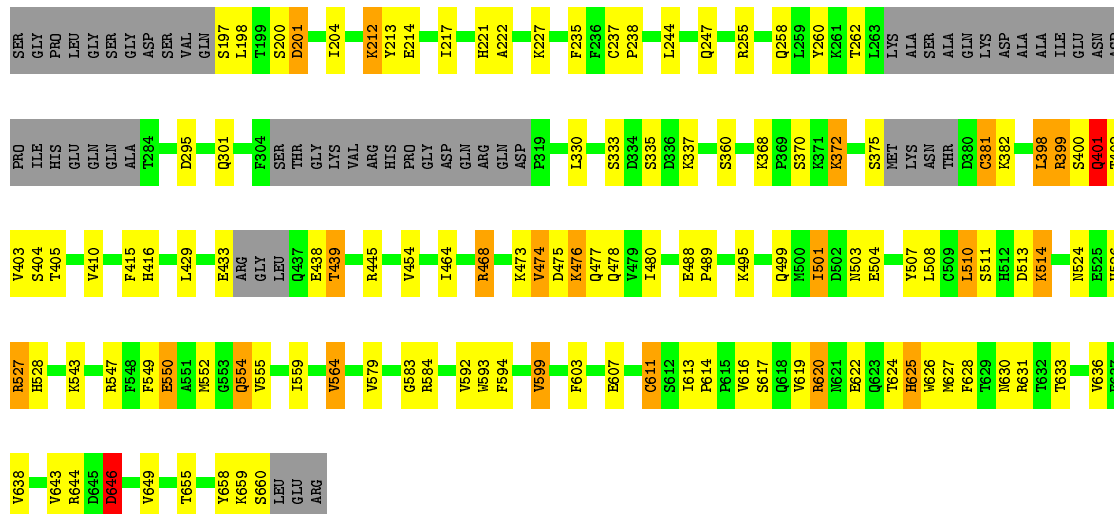 SER GLY PRO LEU GLY SER GLY ASP SER VAL GLN S197 L198 T199 S200 D201 I204 K212 Y213 E214 I217 H221 A222 K227 F235 F236 C237 P238 L244 Q247 R255 Q258 L259 Y260 K261 T262 L263 LYS ALA SER ALA GLN LYS ASP ALA ALA ILE GLU ASN
PRO ILE HIS GLU GLN GLN ALA T284 D295 Q301 F304 SER THR GLY LYS VAL ARG HIS PRO GLY ASP GLN ARG GLN ASP P319 L330 S333 D334 S335 D336 K337 S360 K368 P369 S370 K371 K372 S375 MET LYS ASN THR D380 C381 K382 L398 R399 S400 Q401
V403 S404 T405 V410 F415 H416 L429 E433 ARG GLY LEU Q437 E438 T439 R445 V454 I464 R468 K473 V474 D475 K476 Q477 Q478 V479 I480 E488 P489 K495 Q499 M500 I501 D502 N503 E504 Y507 L508 C509 L510 S511 H512 D513 K514 N524 E525
R527 H528 K543 R547 F548 F549 E550 A551 M552 G553 Q554 V555 I559 V564 V579 G583 R584 V592 W593 F594 V599 F603 E607 C611 S612 I613 P614 P615 V616 S617 Q618 V619 R620 N621 E622 Q623 T624 H625 W626 M627 F628 T629 N630 R631 T632 T633 V636
V638 V643 R644 D645 D646 V649 T655 Y658 K659 S660 LEU GLU ARG